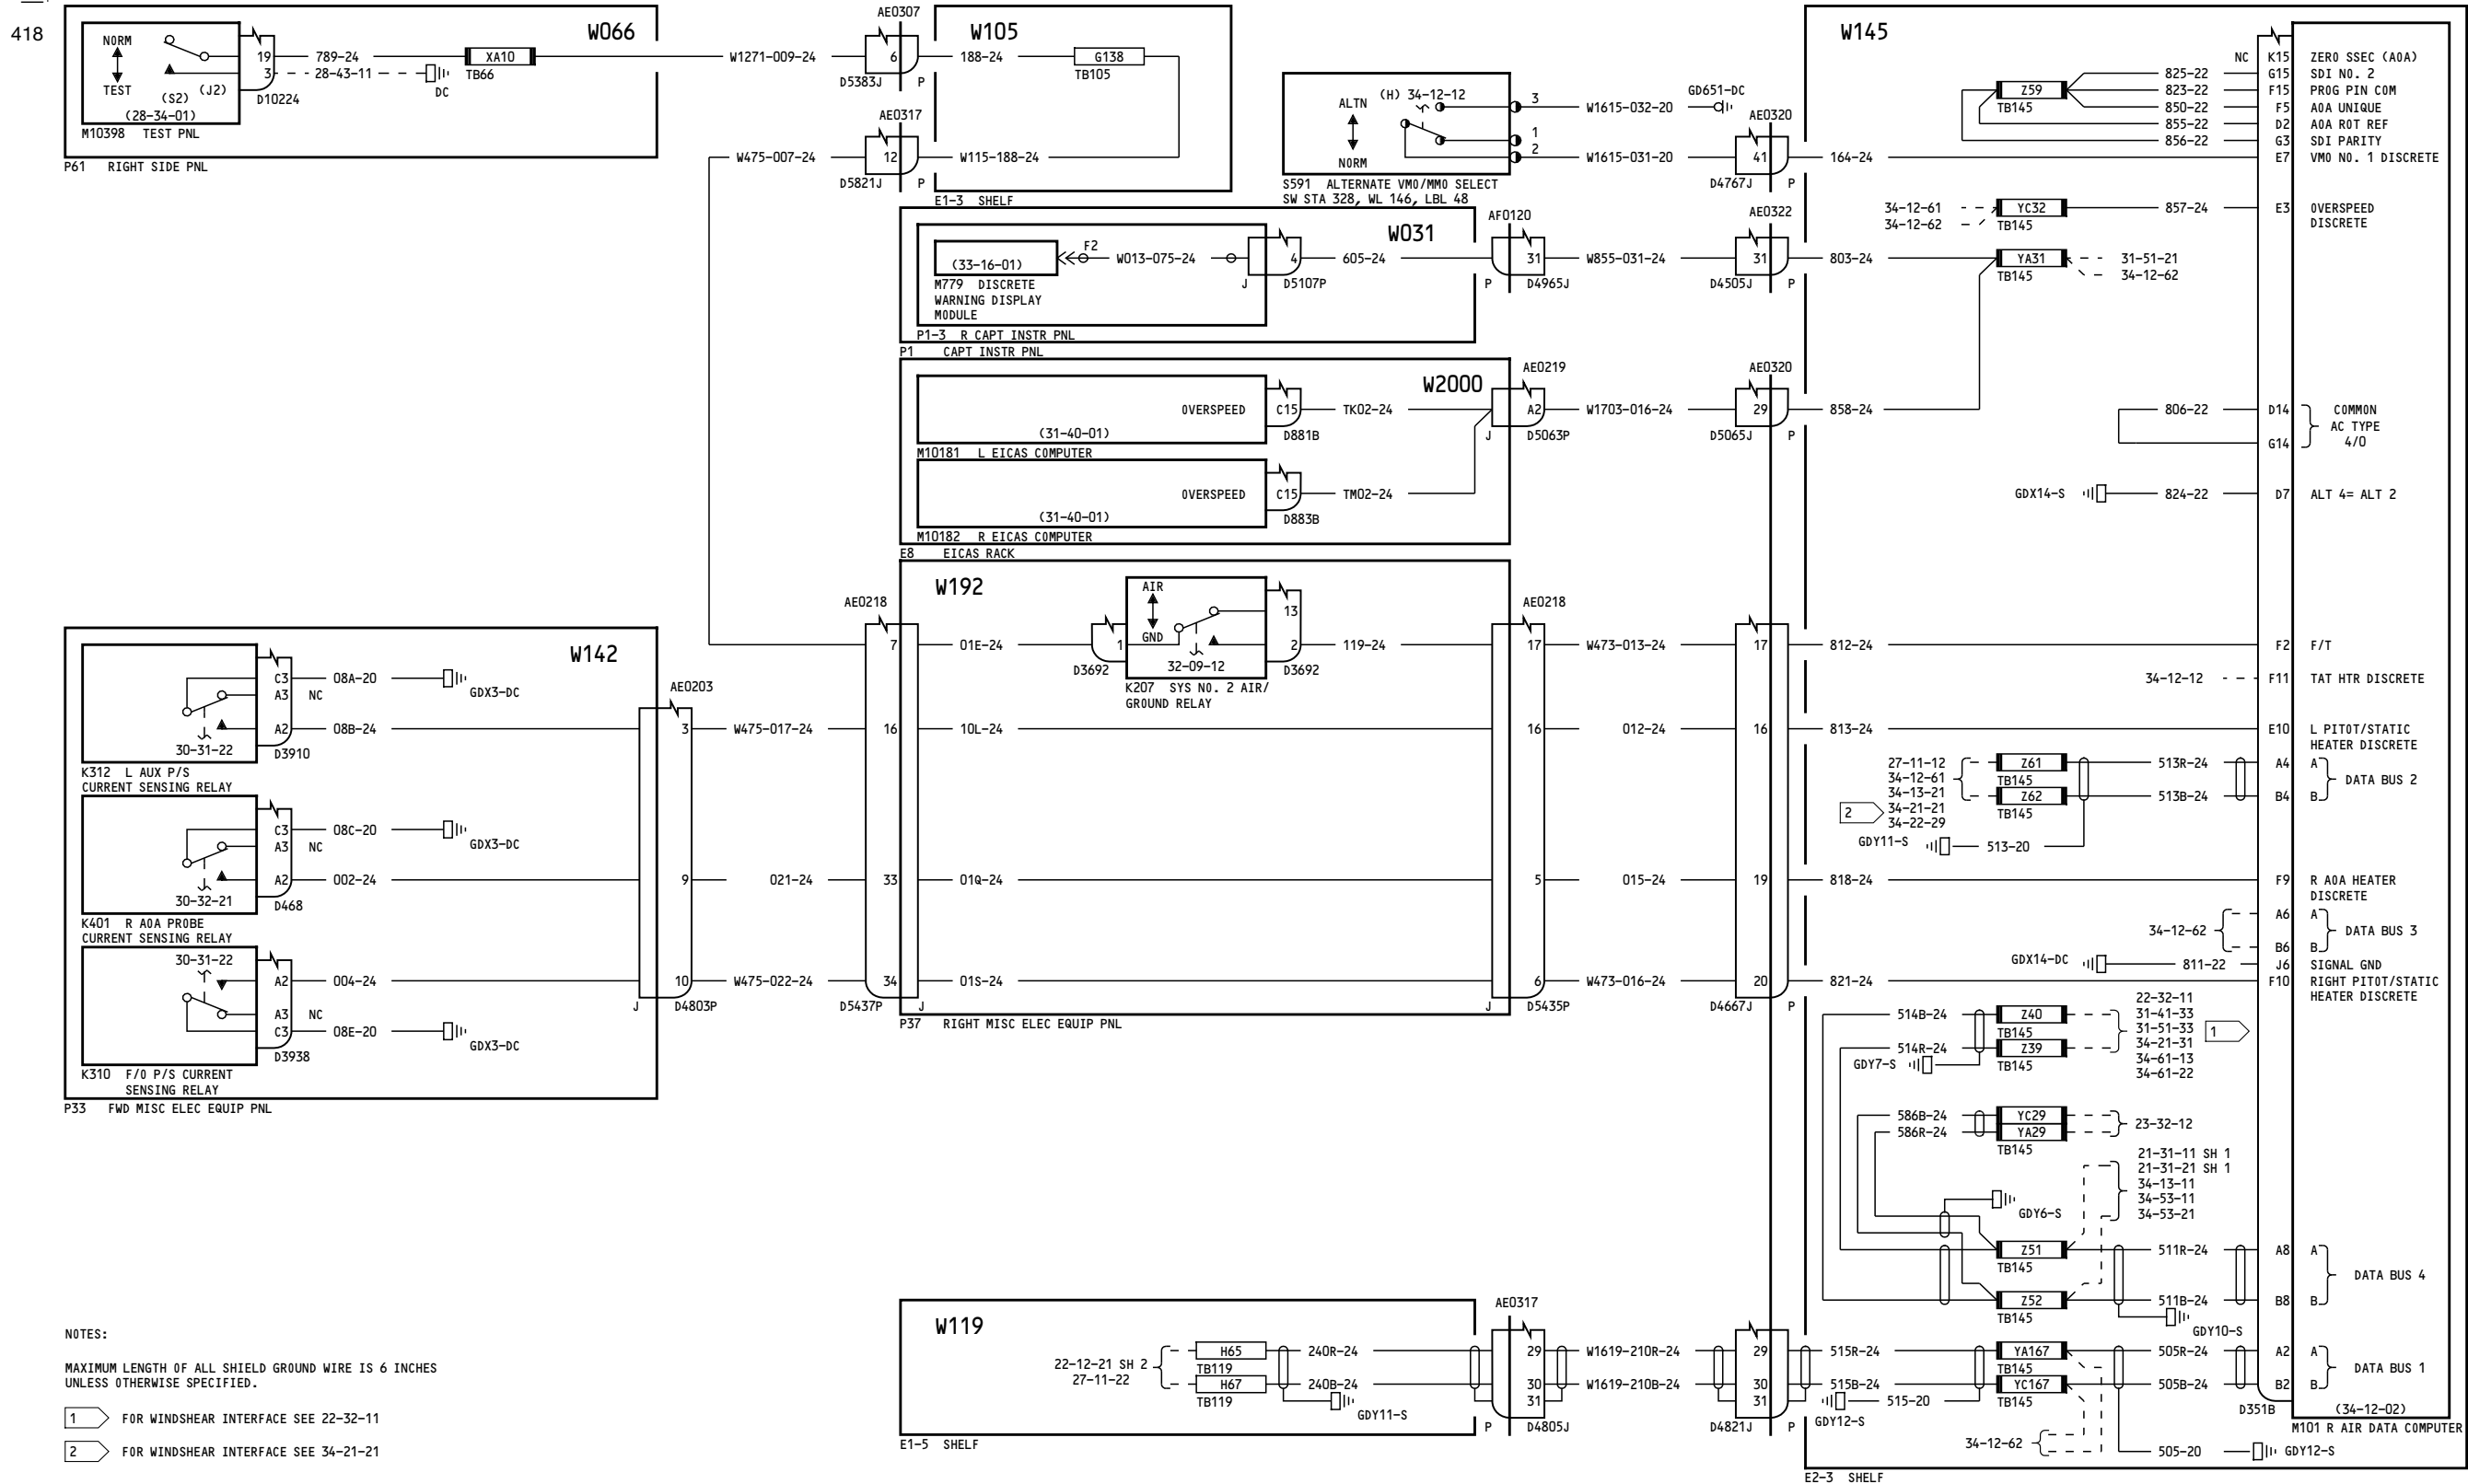 418
W066
NORM
TEST
(S2)
(J2)
(28-34-01)
19
3
D10224
789-24
28-43-11
XA10
TB66
DC
M10398 TEST PNL
P61 RIGHT SIDE PNL
W1271-009-24
AE0307
6
D5383J
P
W105
188-24
G138
TB105
AE0317
W475-007-24
12
W115-188-24
D5821J
P
E1-3 SHELF
ALTN
NORM
(H) 34-12-12
3
1
2
W1615-032-20
GD651-DC
W1615-031-20
AE0320
41
D4767J
P
164-24
S591 ALTERNATE VMO/MMO SELECT
SW STA 328, WL 146, LBL 48
W145
Z59
TB145
825-22
823-22
850-22
855-22
856-22
NC
K15 ZERO SSEC (AOA)
G15 SDI NO. 2
F15 PROG PIN COM
F5 AOA UNIQUE
D2 AOA ROT REF
G3 SDI PARITY
E7 VMO NO. 1 DISCRETE
34-12-61
34-12-62
YC32
TB145
857-24
E3 OVERSPEED
DISCRETE
W031
(33-16-01)
F2
W013-075-24
4
J
D5107P
605-24
M779 DISCRETE
WARNING DISPLAY
MODULE
P1-3 R CAPT INSTR PNL
P1 CAPT INSTR PNL
AF0120
31
P
D4965J
W855-031-24
AE0322
31
D4505J
P
803-24
YA31
TB145
31-51-21
34-12-62
W2000
OVERSPEED
C15
TK02-24
(31-40-01)
D881B
M10181 L EICAS COMPUTER
OVERSPEED
C15
TM02-24
(31-40-01)
D883B
M10182 R EICAS COMPUTER
E8 EICAS RACK
AE0219
A2
J
D5063P
W1703-016-24
AE0320
29
D5065J
P
858-24
806-22
D14
G14
COMMON
AC TYPE
4/0
GDX14-S
824-22
D7 ALT 4= ALT 2
W192
AE0218
7
01E-24
1
D3692
AIR
GND
32-09-12
13
2
D3692
K207 SYS NO. 2 AIR/
GROUND RELAY
119-24
AE0218
17
W473-013-24
17
812-24
F2 F/T
34-12-12
F11 TAT HTR DISCRETE
W142
C3
A3
A2
08A-20
NC
08B-24
GDX3-DC
30-31-22
D3910
K312 L AUX P/S
CURRENT SENSING RELAY
AE0203
3
W475-017-24
16
10L-24
16
012-24
16
813-24
E10 L PITOT/STATIC
HEATER DISCRETE
27-11-12
34-12-61
34-13-21
34-21-21
34-22-29
2
Z61
TB145
Z62
TB145
513R-24
513B-24
A4 A
B4 B
DATA BUS 2
GDY11-S
513-20
C3
A3
A2
08C-20
NC
002-24
GDX3-DC
30-32-21
D468
K401 R AOA PROBE
CURRENT SENSING RELAY
9
021-24
33
01Q-24
5
015-24
19
818-24
F9 R AOA HEATER
DISCRETE
34-12-62
A6 A
B6 B
DATA BUS 3
GDX14-DC
811-22
J6 SIGNAL GND
30-31-22
A2
A3
C3
004-24
NC
08E-20
GDX3-DC
D3938
K310 F/O P/S CURRENT
SENSING RELAY
P33 FWD MISC ELEC EQUIP PNL
10
J
D4803P
W475-022-24
34
D5437P
J
01S-24
6
J
D5435P
W473-016-24
20
D4667J
P
821-24
F10 RIGHT PITOT/STATIC
HEATER DISCRETE
P37 RIGHT MISC ELEC EQUIP PNL
514B-24
514R-24
GDY7-S
Z40
TB145
Z39
TB145
22-32-11
31-41-33
31-51-33
34-21-31
34-61-13
34-61-22
1
586B-24
586R-24
YC29
YA29
TB145
23-32-12
21-31-11 SH 1
21-31-21 SH 1
34-13-11
34-53-11
34-53-21
GDY6-S
Z51
TB145
Z52
TB145
511R-24
511B-24
GDY10-S
A8 A
B8 B
DATA BUS 4
W119
22-12-21 SH 2
27-11-22
H65
TB119
H67
TB119
240R-24
240B-24
GDY11-S
E1-5 SHELF
AE0317
29
30
31
P
D4805J
W1619-210R-24
W1619-210B-24
29
30
31
D4821J
P
515R-24
515B-24
GDY12-S
515-20
YA167
TB145
YC167
TB145
505R-24
505B-24
A2 A
B2 B
DATA BUS 1
34-12-62
505-20
GDY12-S
D351B
(34-12-02)
M101 R AIR DATA COMPUTER
E2-3 SHELF
NOTES:
MAXIMUM LENGTH OF ALL SHIELD GROUND WIRE IS 6 INCHES
UNLESS OTHERWISE SPECIFIED.
1 FOR WINDSHEAR INTERFACE SEE 22-32-11
2 FOR WINDSHEAR INTERFACE SEE 34-21-21